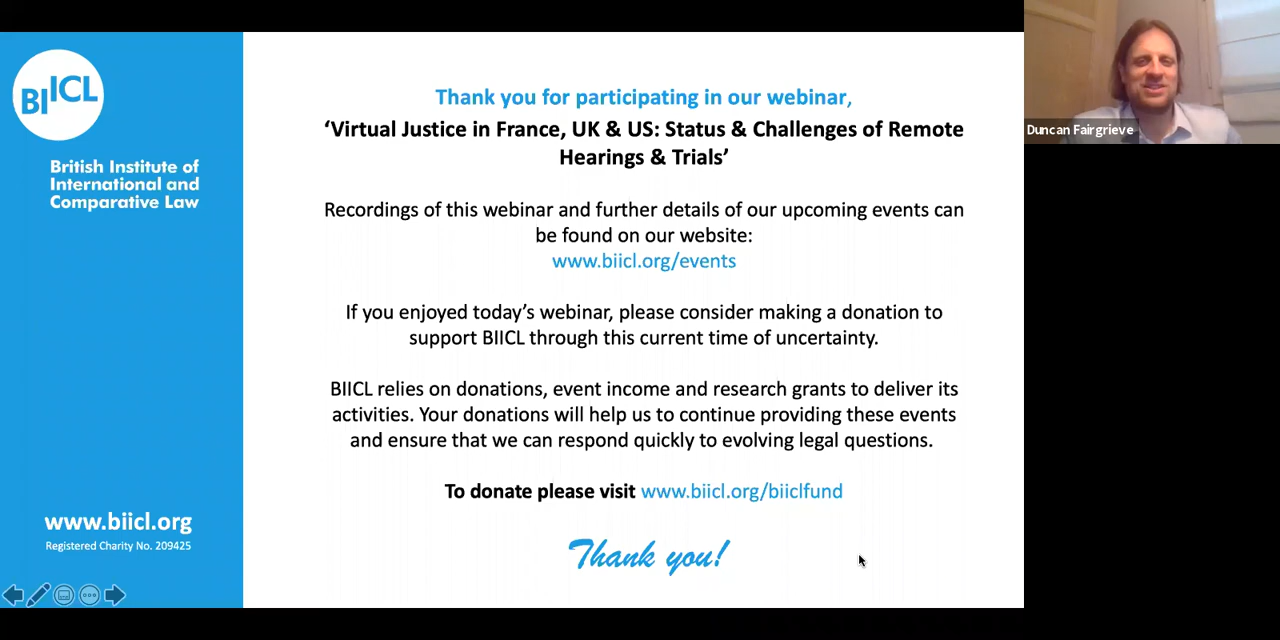 BIICL
British Institute of
International and
Comparative Law
www.biicl.org
Registered Charity No. 209425
Thank you for participating in our webinar,
‘Virtual Justice in France, UK & US: Status & Challenges of Remote
Hearings & Trials’
Recordings of this webinar and further details of our upcoming events can
be found on our website:
www.biicl.org/events
If you enjoyed today’s webinar, please consider making a donation to
support BIICL through this current time of uncertainty.
BIICL relies on donations, event income and research grants to deliver its
activities. Your donations will help us to continue providing these events
and ensure that we can respond quickly to evolving legal questions.
To donate please visit www.biicl.org/biiclfund
Thank you!
Duncan Fairgrieve